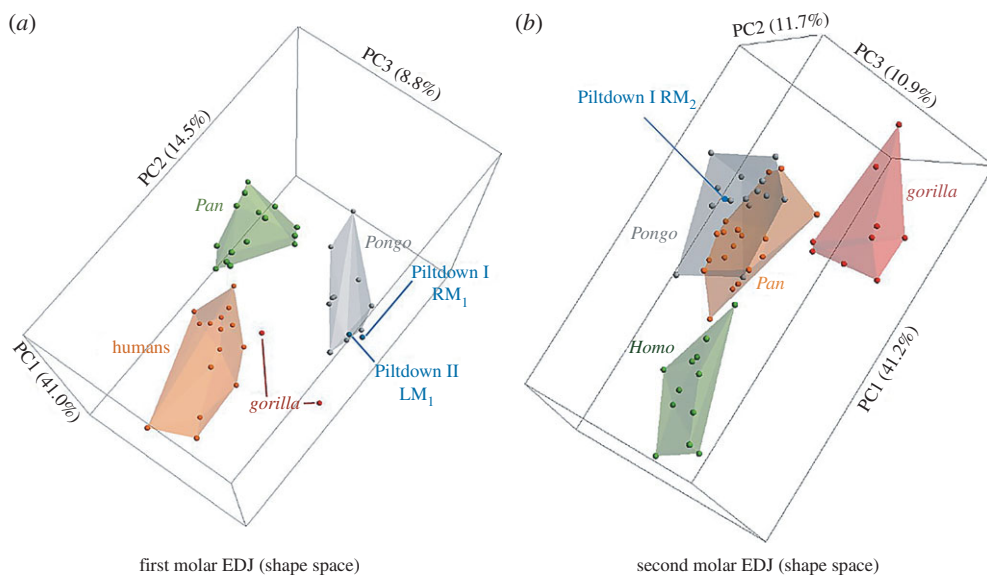 (a)
PC3 (8.8%)
PC2 (14.5%)
Pan
Pongo
Piltdown I
RM1
humans
Piltdown II
LM1
PC1 (41.0%)
gorilla
first molar EDJ (shape space)
(b)
PC2 (11.7%)
PC3 (10.9%)
Piltdown I RM2
gorilla
Pongo
Pan
Homo
PC1 (41.2%)
second molar EDJ (shape space)